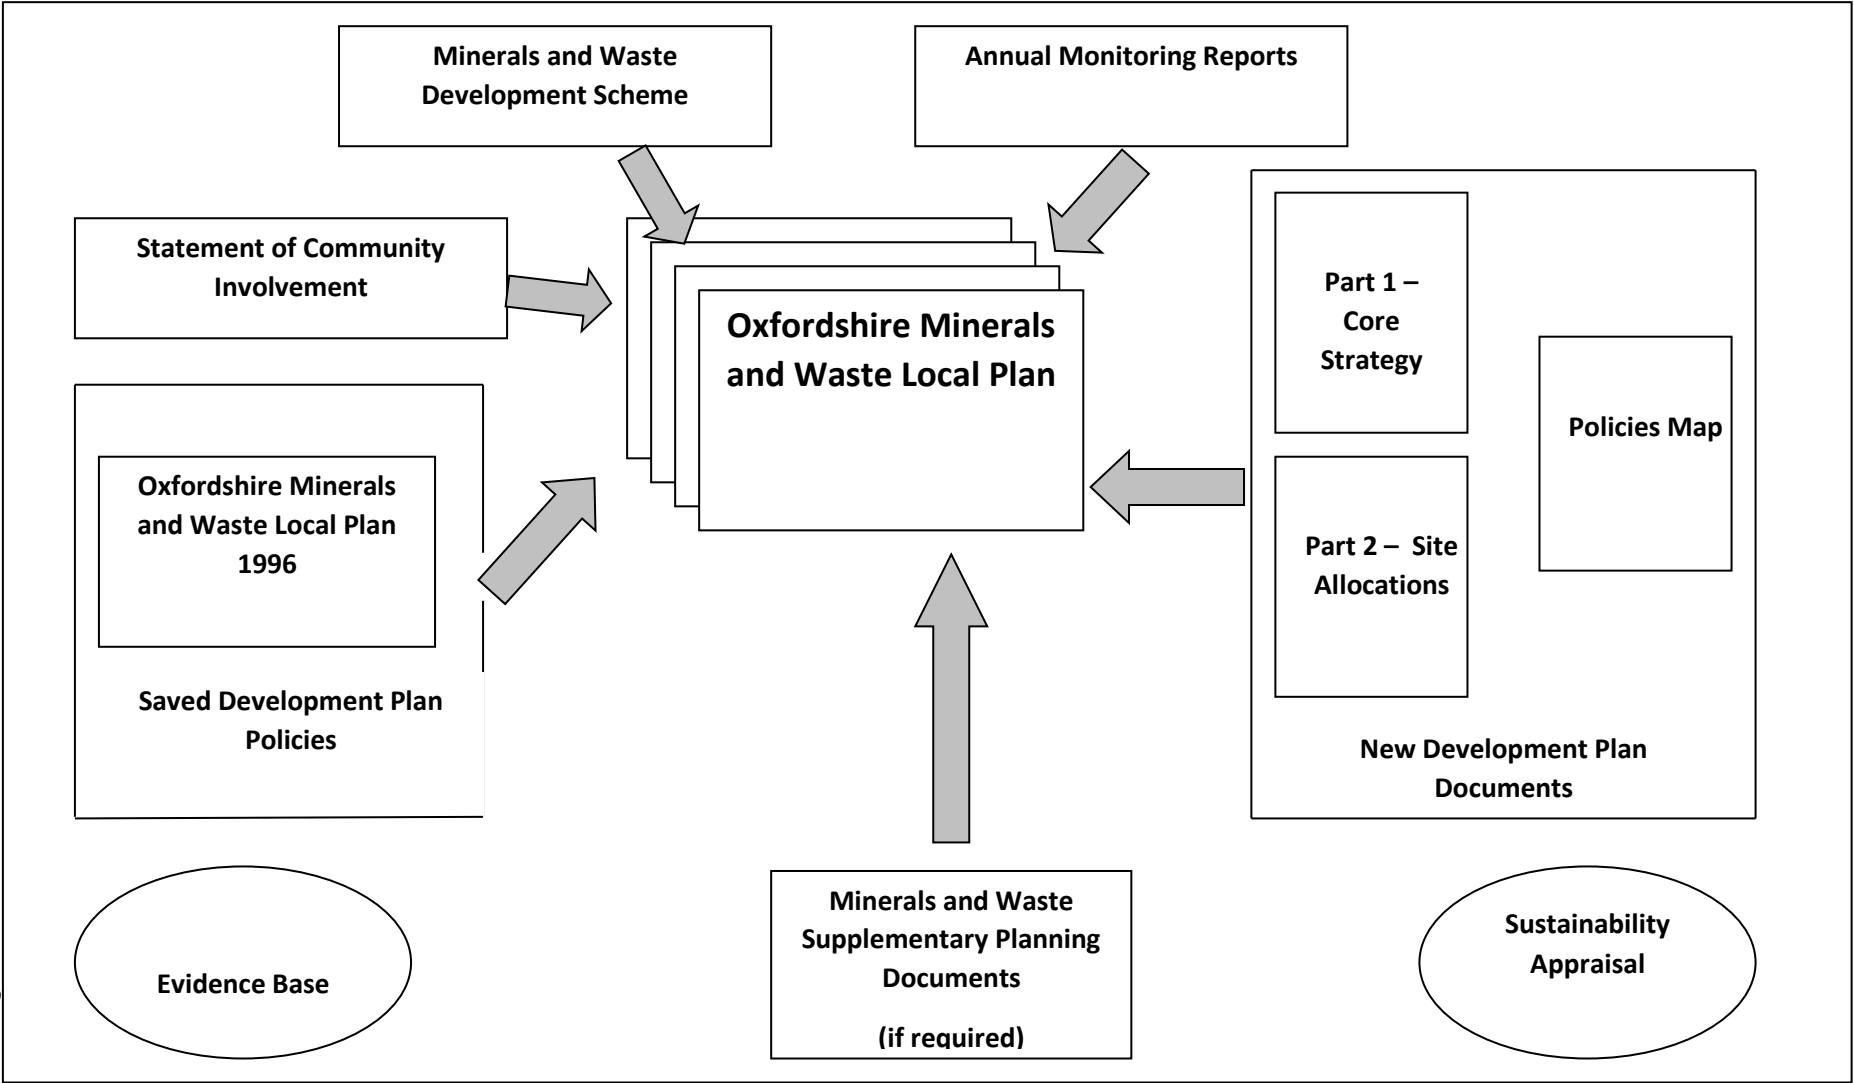 Minerals and Waste
Development Scheme
Annual Monitoring Reports
Statement of Community
Involvement
Oxfordshire Minerals
and Waste Local Plan
Part 1 –
Core
Strategy
Policies Map
Part 2 – Site
Allocations
New Development Plan
Documents
Oxfordshire Minerals
and Waste Local Plan
1996
Saved Development Plan
Policies
Evidence Base
Minerals and Waste
Supplementary Planning
Documents
(if required)
Sustainability
Appraisal